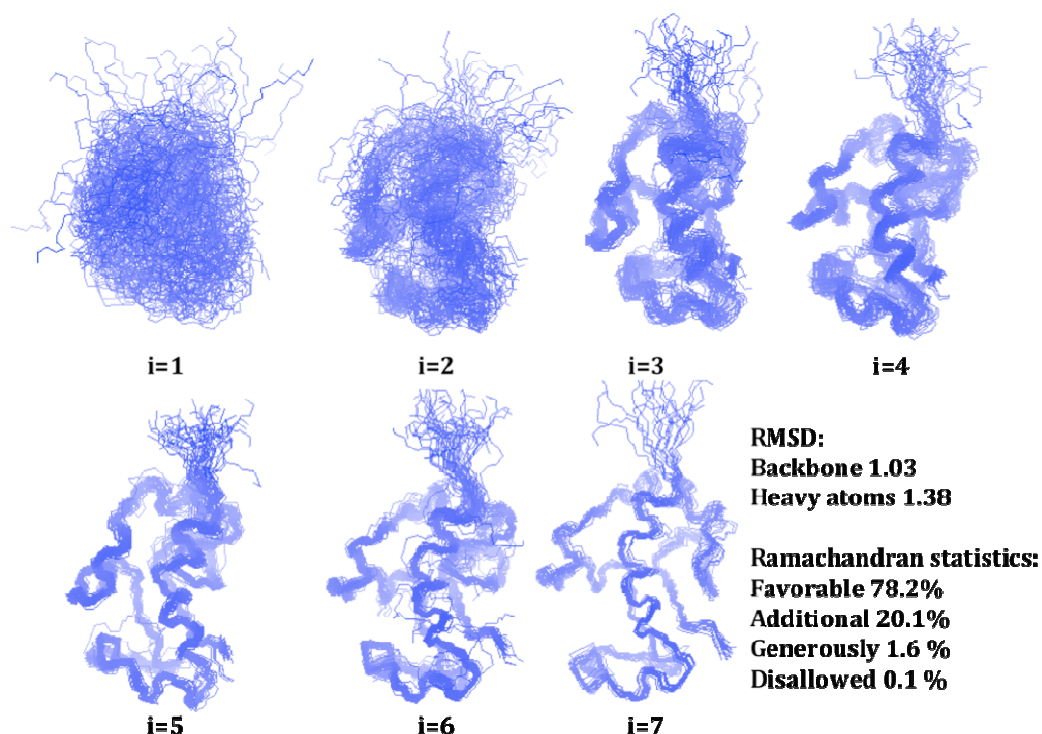 i=1
i=2
i=3
i=4
RMSD:
Backbone 1.03
Heavy atoms 1.38
Ramachandran statistics:
Favorable 78.2%
Additional 20.1%
Generously 1.6 %
Disallowed 0.1 %
i=5
i=6
i=7